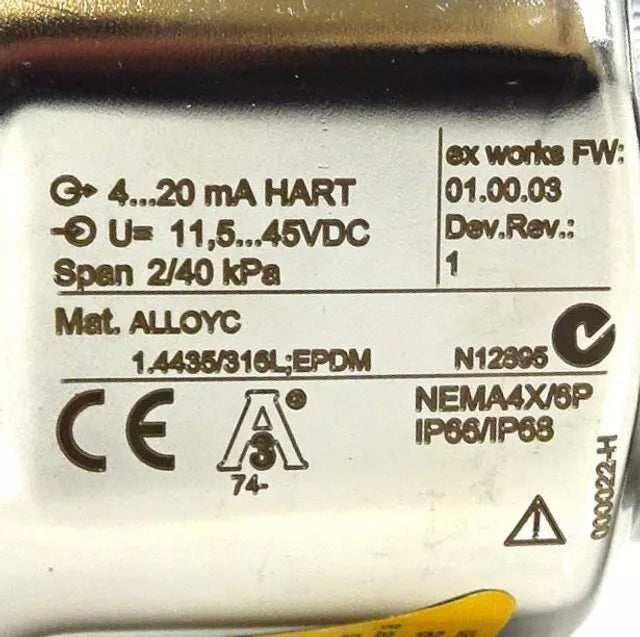 4...20 mA HART
U= 11,5...45VDC
Span 2/40 kPa
ex works FW:
01.00.03
Dev.Rev.:
1
Mat. ALLOYC
1.4435/316L;EPDM
N12895
CE
A®
3
74-
NEMA4X/6P
IP66/IP68
000022-H